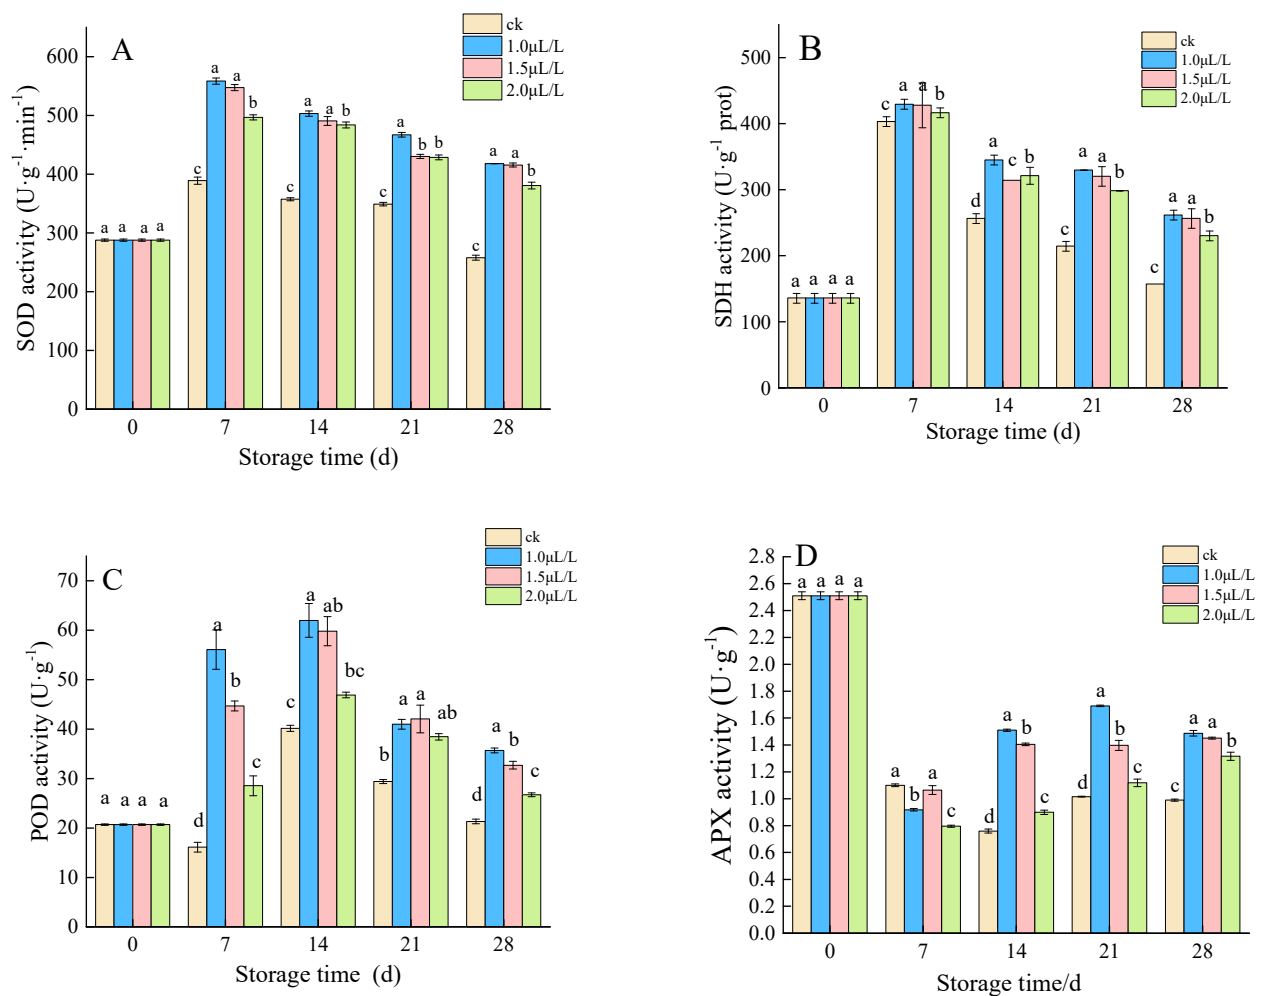 A
ck
1.0μL/L
1.5μL/L
2.0μL/L
SOD activity (U·g⁻¹·min⁻¹)
600
500
400
300
200
100
0
a a a a
c a a b
c a a b
c a b b
c a a b
0 7 14 21 28
Storage time (d)
B
ck
1.0μL/L
1.5μL/L
2.0μL/L
SDH activity (U·g⁻¹ prot)
500
400
300
200
100
0
a a a a
c a a b
d a c b
c a a b
c a a b
0 7 14 21 28
Storage time (d)
C
ck
1.0μL/L
1.5μL/L
2.0μL/L
POD activity (U·g⁻¹)
70
60
50
40
30
20
10
0
a a a a
d a b c
c a ab bc
b a a ab
d a b c
0 7 14 21 28
Storage time (d)
D
ck
1.0μL/L
1.5μL/L
2.0μL/L
APX activity (U·g⁻¹)
2.8
2.6
2.4
2.2
2.0
1.8
1.6
1.4
1.2
1.0
0.8
0.6
0.4
0.2
0.0
a a a a
a b a c
d a b c
d a b c
c a a b
0 7 14 21 28
Storage time/d